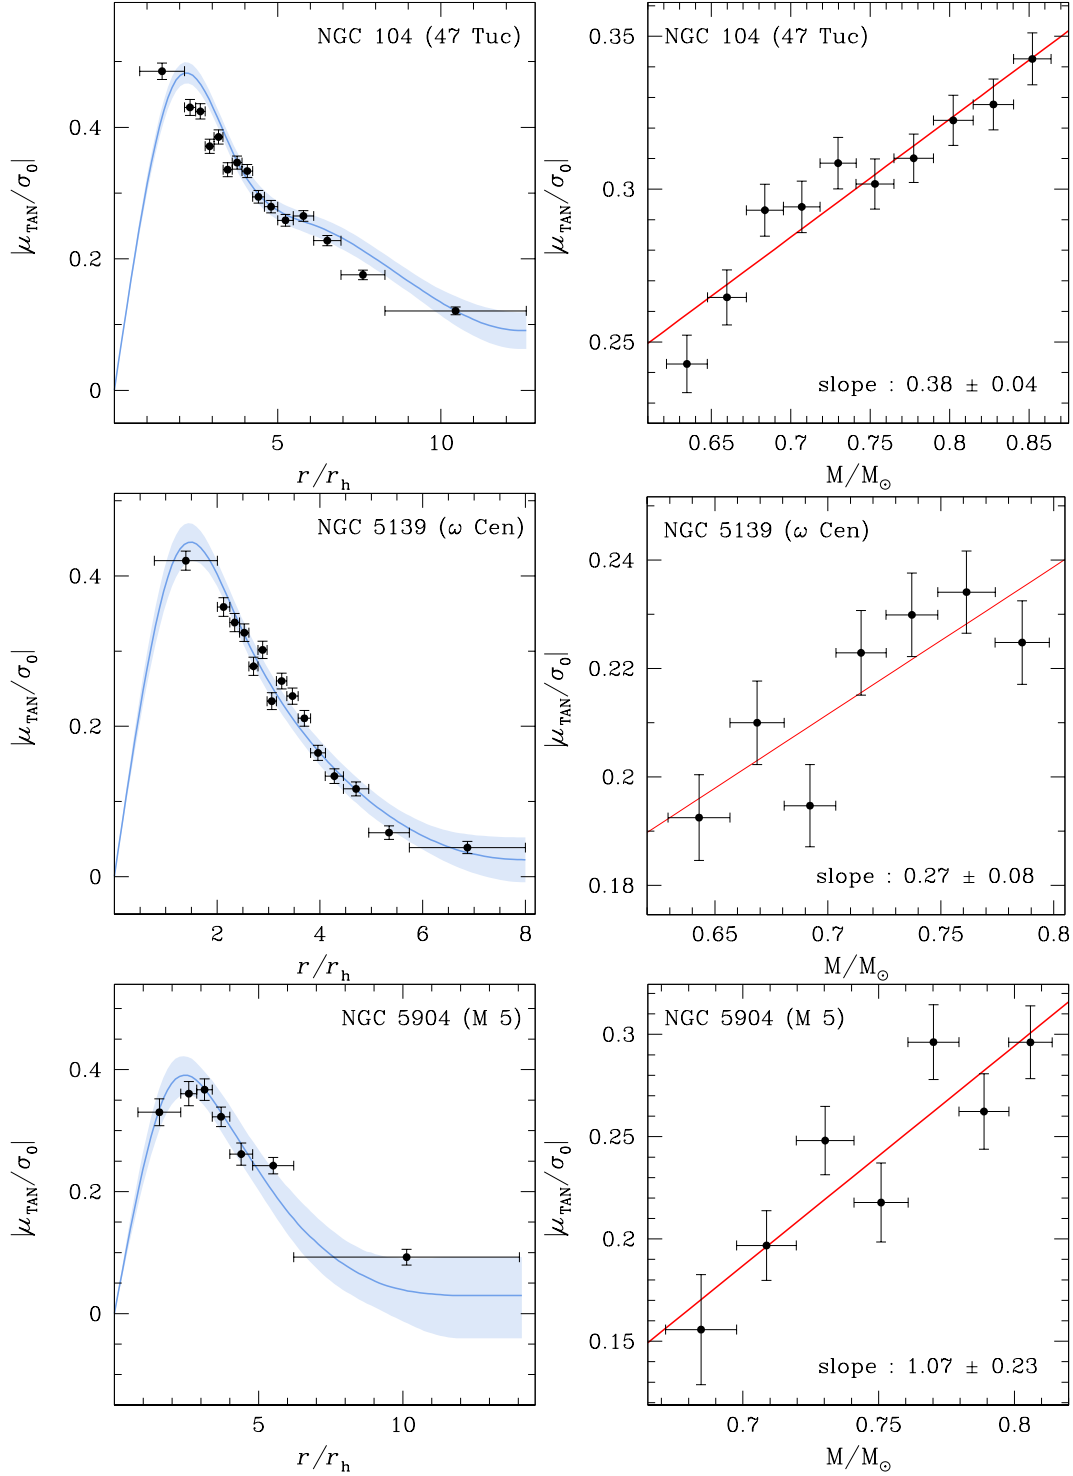 NGC 104 (47 Tuc)
|μTAN/σ0|
0.4
0.2
0
5
10
r/rh
NGC 104 (47 Tuc)
|μTAN/σ0|
0.35
0.3
0.25
slope : 0.38 ± 0.04
0.65
0.7
0.75
0.8
0.85
M/M⊙
NGC 5139 (ω Cen)
|μTAN/σ0|
0.4
0.2
0
2
4
6
8
r/rh
NGC 5139 (ω Cen)
|μTAN/σ0|
0.24
0.22
0.2
0.18
slope : 0.27 ± 0.08
0.65
0.7
0.75
0.8
M/M⊙
NGC 5904 (M 5)
|μTAN/σ0|
0.4
0.2
0
5
10
r/rh
NGC 5904 (M 5)
|μTAN/σ0|
0.3
0.25
0.2
0.15
slope : 1.07 ± 0.23
0.7
0.75
0.8
M/M⊙